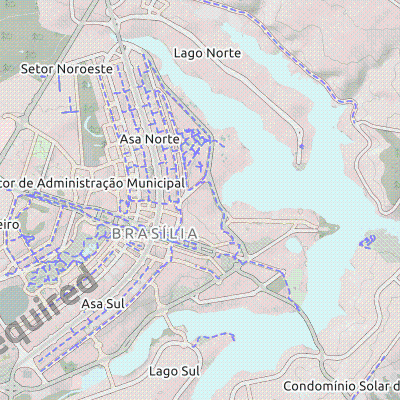 Lago Norte
Setor Noroeste
Asa Norte
tor de Administração Municipal
eiro
BRASÍLIA
equired
Asa Sul
Lago Sul
Condomínio Solar d